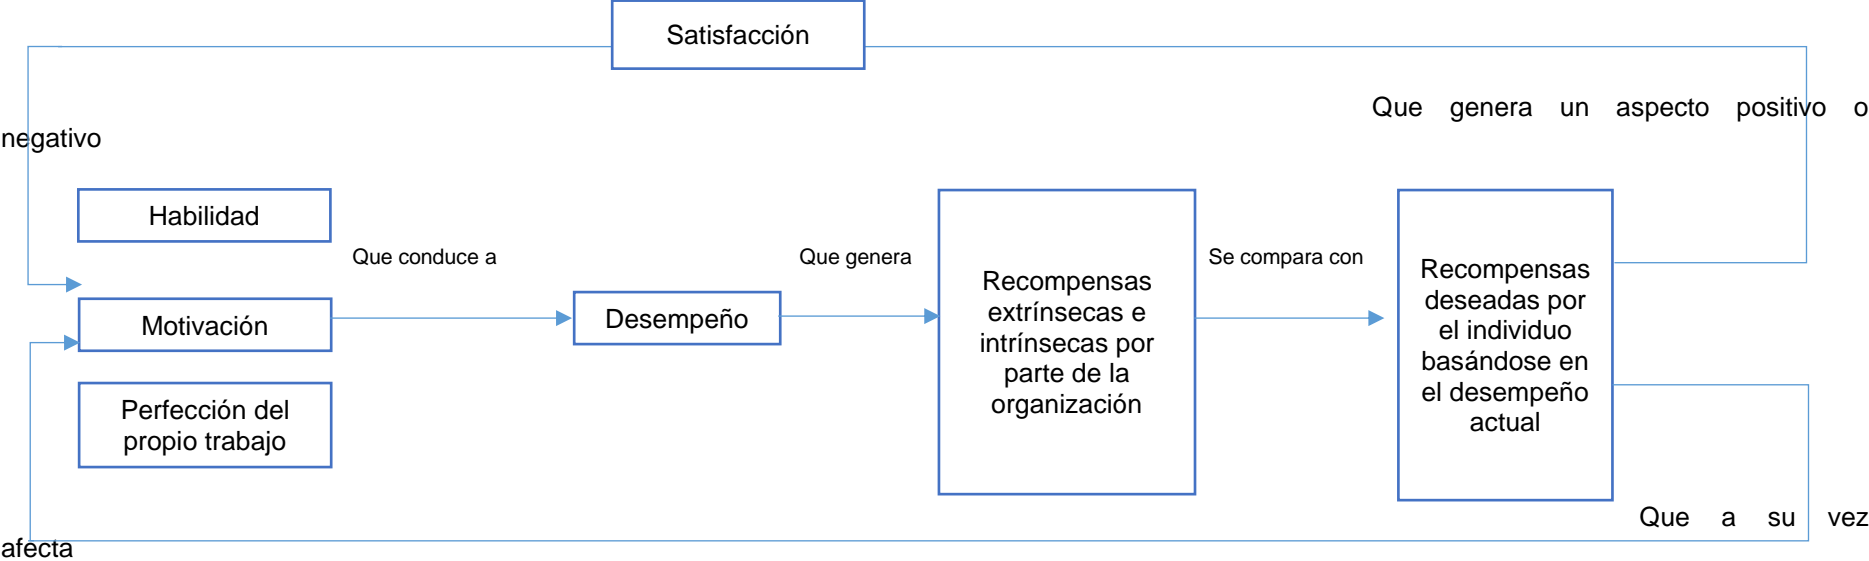 Satisfacción
Que genera un aspecto positivo o
negativo
Habilidad
Que conduce a
Que genera
Se compara con
Motivación
Desempeño
Recompensas
extrínsecas e
intrínsecas por
parte de la
organización
Recompensas
deseadas por
el individuo
basándose en
el desempeño
actual
Perfección del
propio trabajo
Que a su vez
afecta